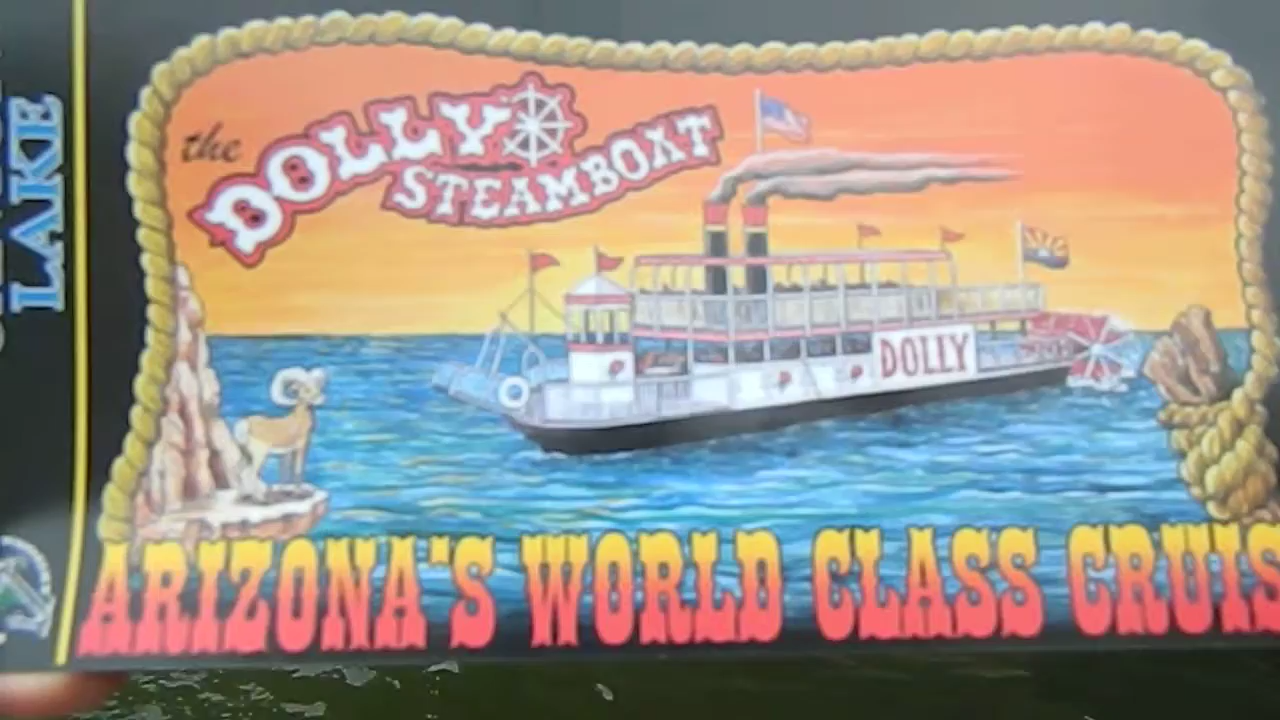 LAKE
the
DOLLY
STEAMBOAT
DOLLY
ARIZONA'S WORLD CLASS CRUIS